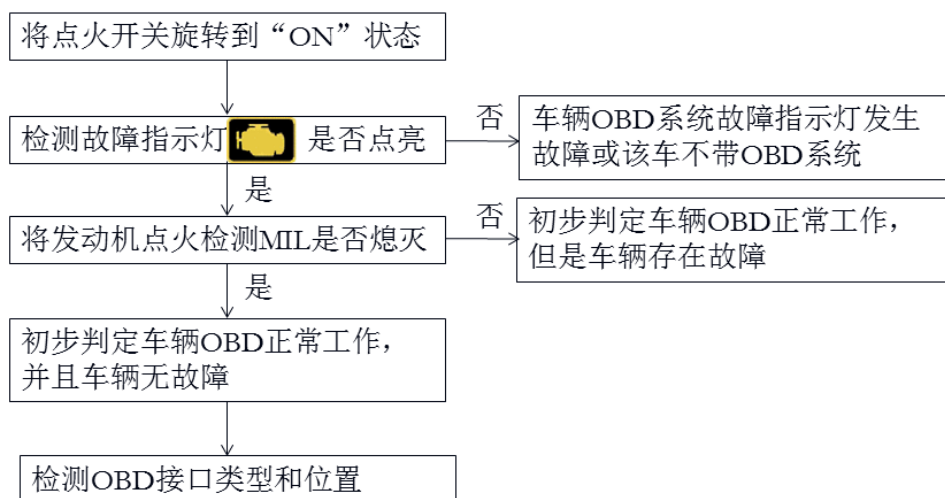 将点火开关旋转到“ON”状态
检测故障指示灯 是否点亮
否
车辆OBD系统故障指示灯发生
故障或该车不带OBD系统
是
将发动机点火检测MIL是否熄灭
否
初步判定车辆OBD正常工作，
但是车辆存在故障
是
初步判定车辆OBD正常工作，
并且车辆无故障
检测OBD接口类型和位置